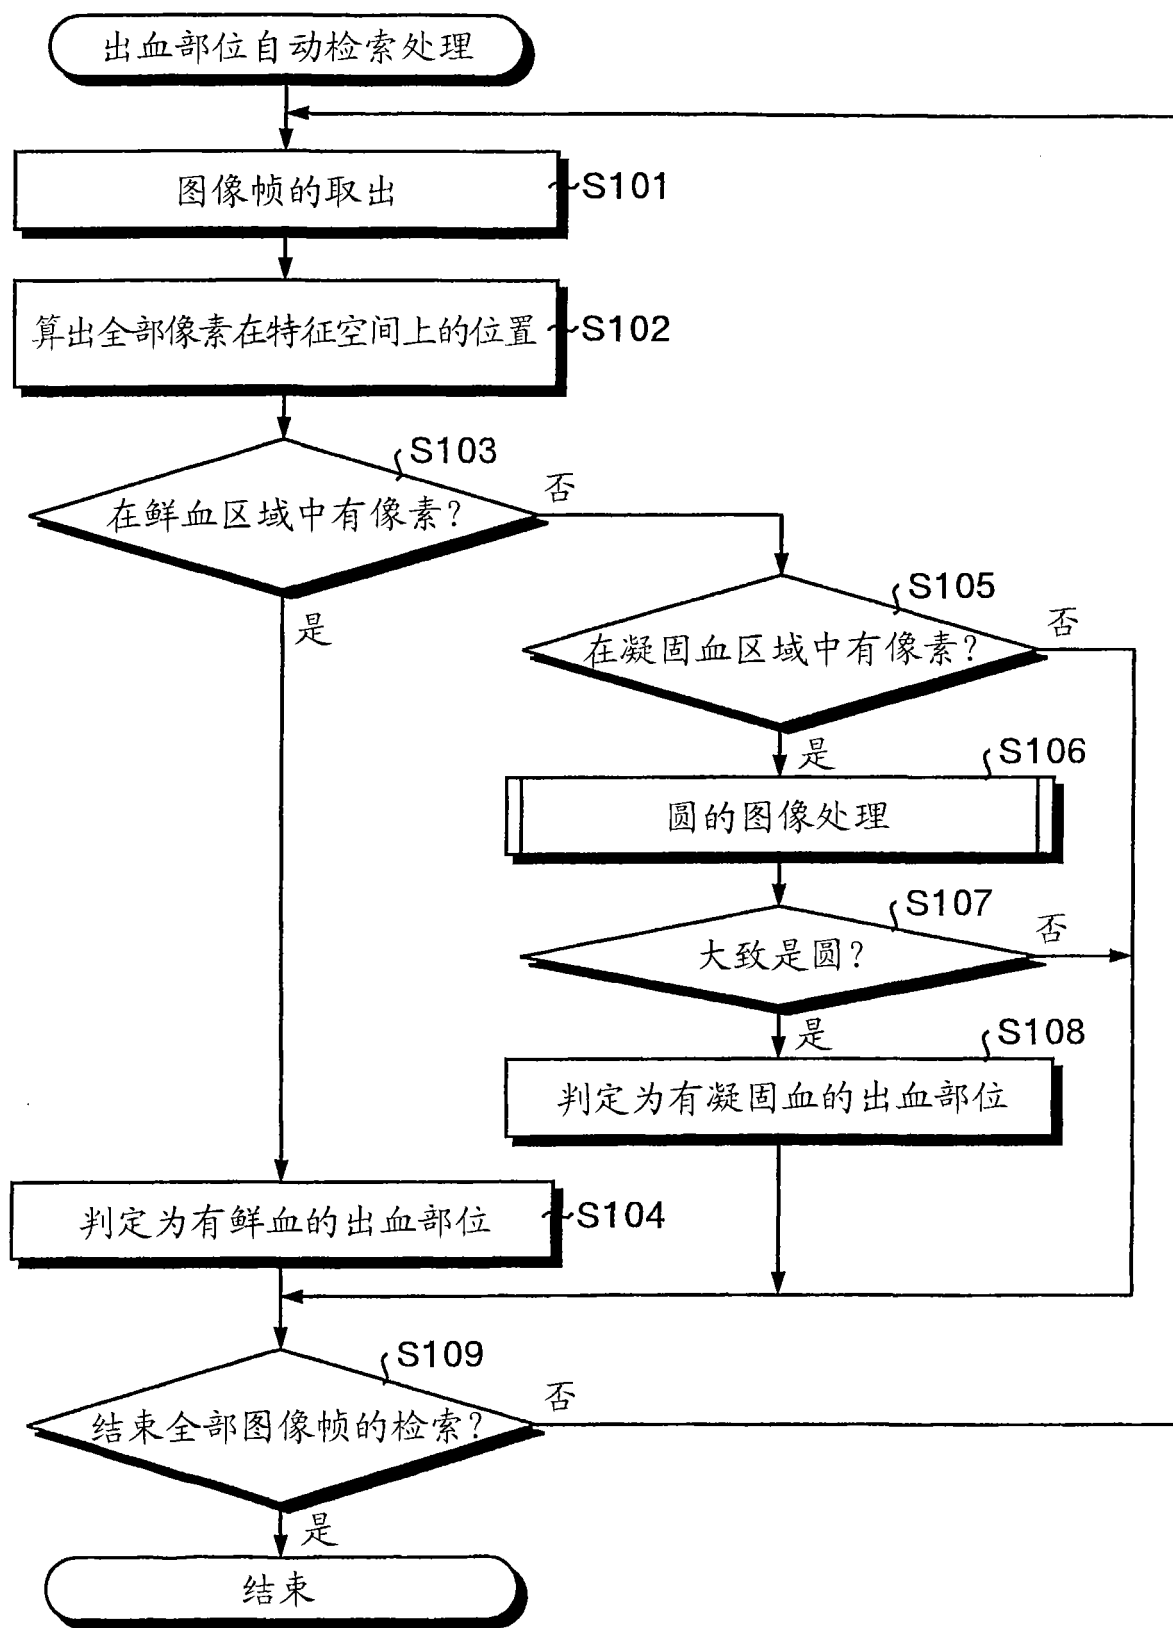 出血部位自动检索处理
图像帧的取出
S101
算出全部像素在特征空间上的位置
S102
S103
在鲜血区域中有像素?
否
是
S105
在凝固血区域中有像素?
否
是
S106
圆的图像处理
S107
大致是圆?
否
是
S108
判定为有凝固血的出血部位
判定为有鲜血的出血部位
S104
S109
结束全部图像帧的检索?
否
是
结束